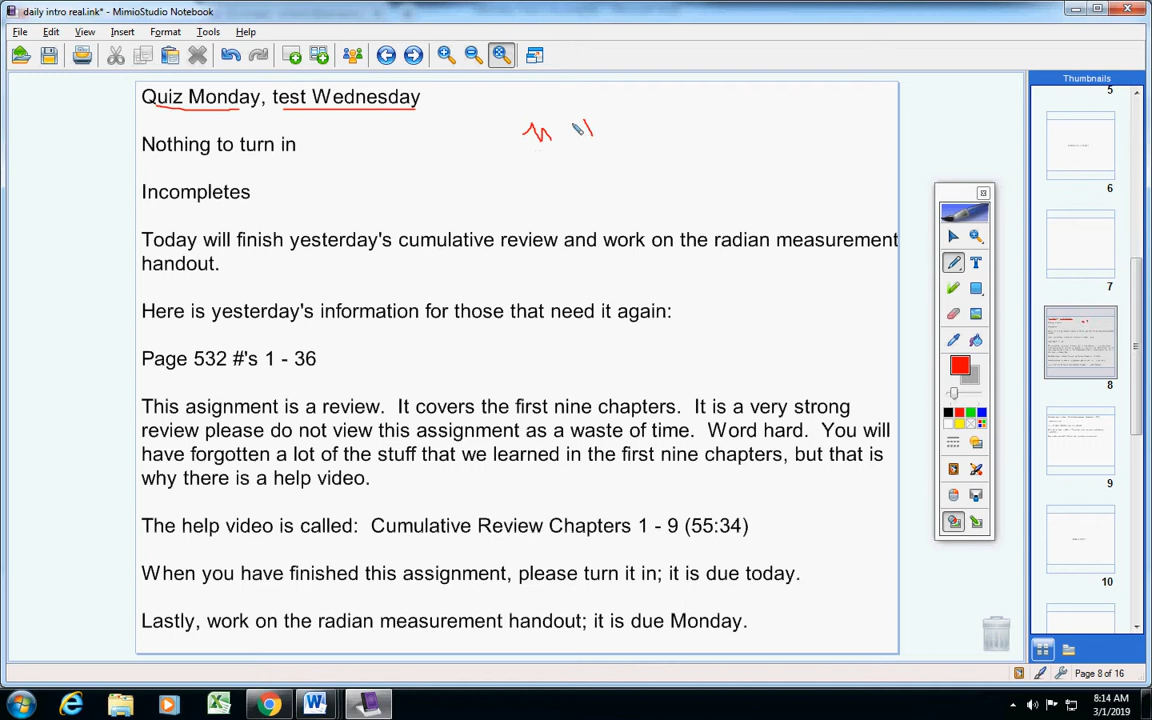 daily intro real.ink* - MimioStudio Notebook
File Edit View Insert Format Tools Help
Quiz Monday, test Wednesday
Nothing to turn in
Incompletes
Today will finish yesterday's cumulative review and work on the radian measurement
handout.
Here is yesterday's information for those that need it again:
Page 532 #'s 1 - 36
This asignment is a review.  It covers the first nine chapters.  It is a very strong
review please do not view this assignment as a waste of time.  Word hard.  You will
have forgotten a lot of the stuff that we learned in the first nine chapters, but that is
why there is a help video.
The help video is called:  Cumulative Review Chapters 1 - 9 (55:34)
When you have finished this assignment, please turn it in; it is due today.
Lastly, work on the radian measurement handout; it is due Monday.
Thumbnails
5
6
7
8
9
10
Page 8 of 16
8:14 AM
3/1/2019